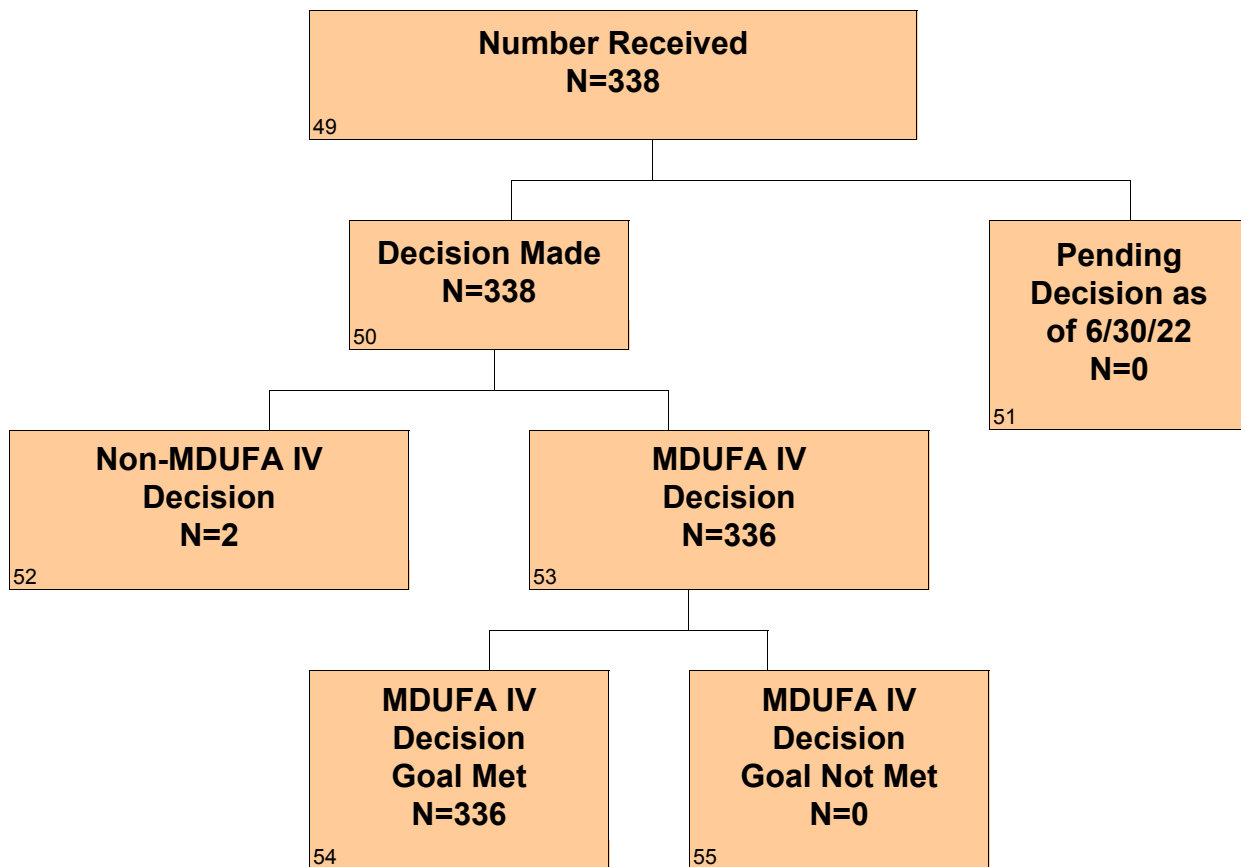 Number Received
N=338
49
Decision Made
N=338
50
Pending
Decision as
of 6/30/22
N=0
51
Non-MDUFA IV
Decision
N=2
52
MDUFA IV
Decision
N=336
53
MDUFA IV
Decision
Goal Met
N=336
54
MDUFA IV
Decision
Goal Not Met
N=0
55